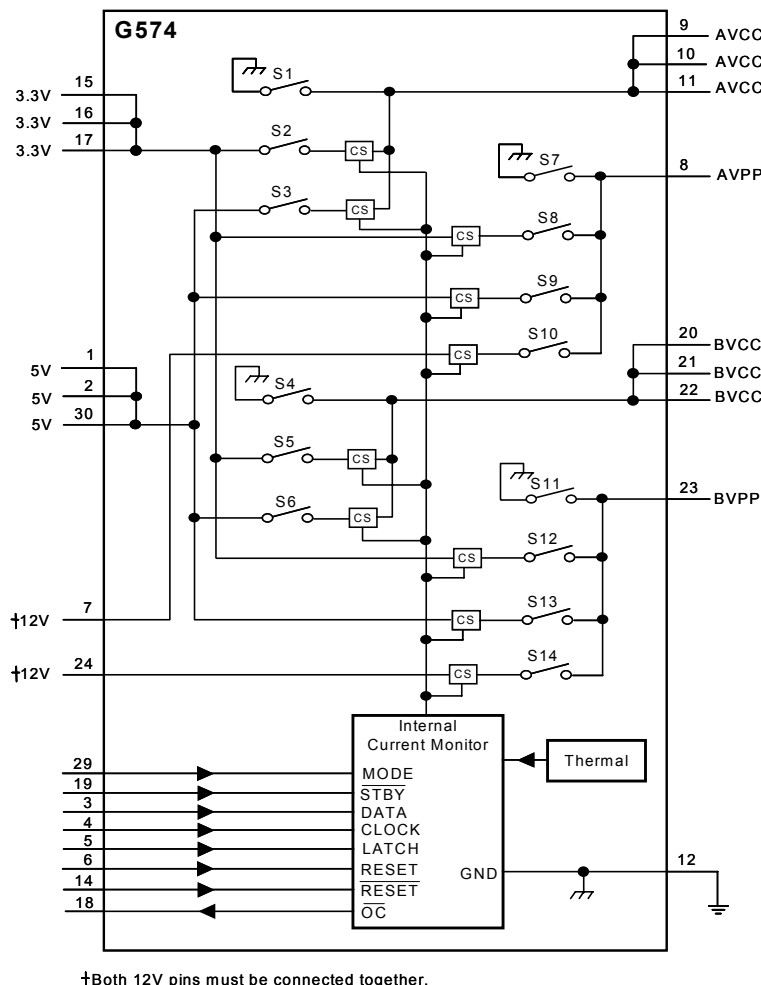 G574
9 AVCC
10 AVCC
11 AVCC
S1
15
3.3V
16
3.3V
17
3.3V
S2
CS
S7
8 AVPP
S3
CS
S8
CS
S9
CS
S10
CS
20 BVCC
21 BVCC
22 BVCC
1
5V
2
5V
30
5V
S4
S5
CS
S11
23 BVPP
S6
CS
S12
CS
S13
CS
7
†12V
S14
CS
24
†12V
Internal
Current Monitor
Thermal
29 MODE
19 STBY
3 DATA
4 CLOCK
5 LATCH
6 RESET
14 RESET
18 OC
GND 12
†Both 12V pins must be connected together.